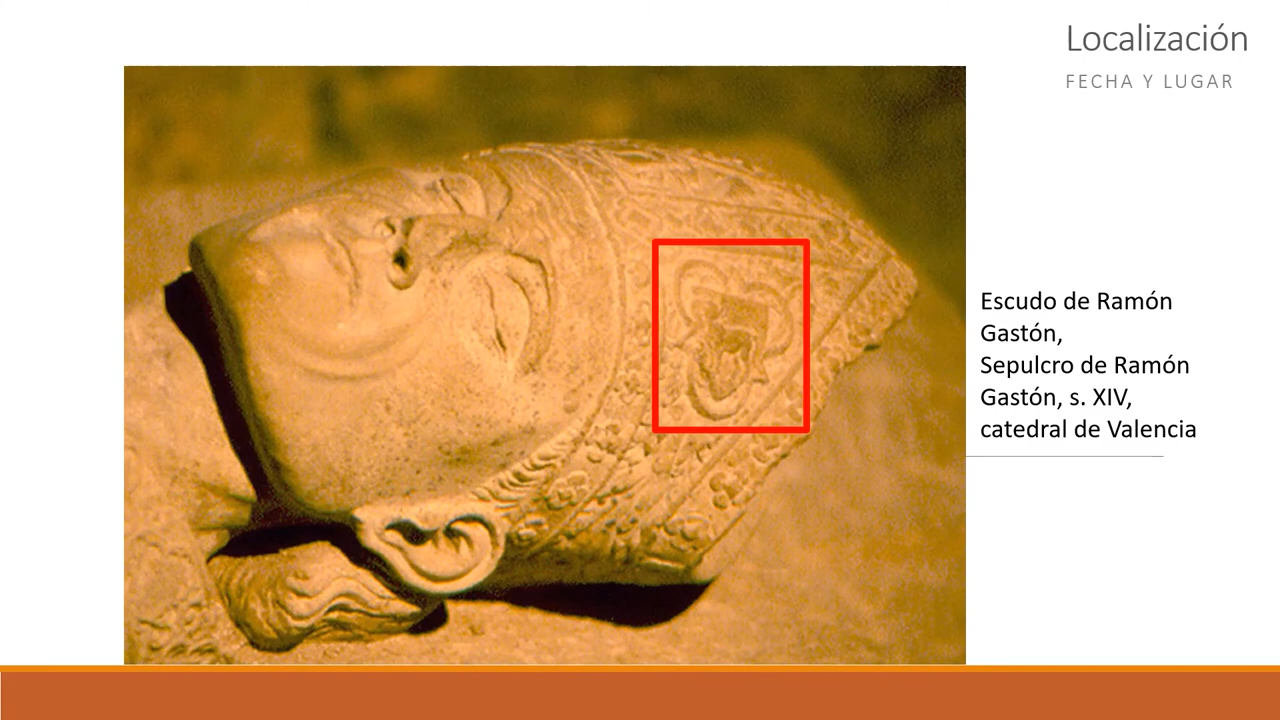 Localización
FECHA Y LUGAR
Escudo de Ramón
Gastón,
Sepulcro de Ramón
Gastón, s. XIV,
catedral de Valencia